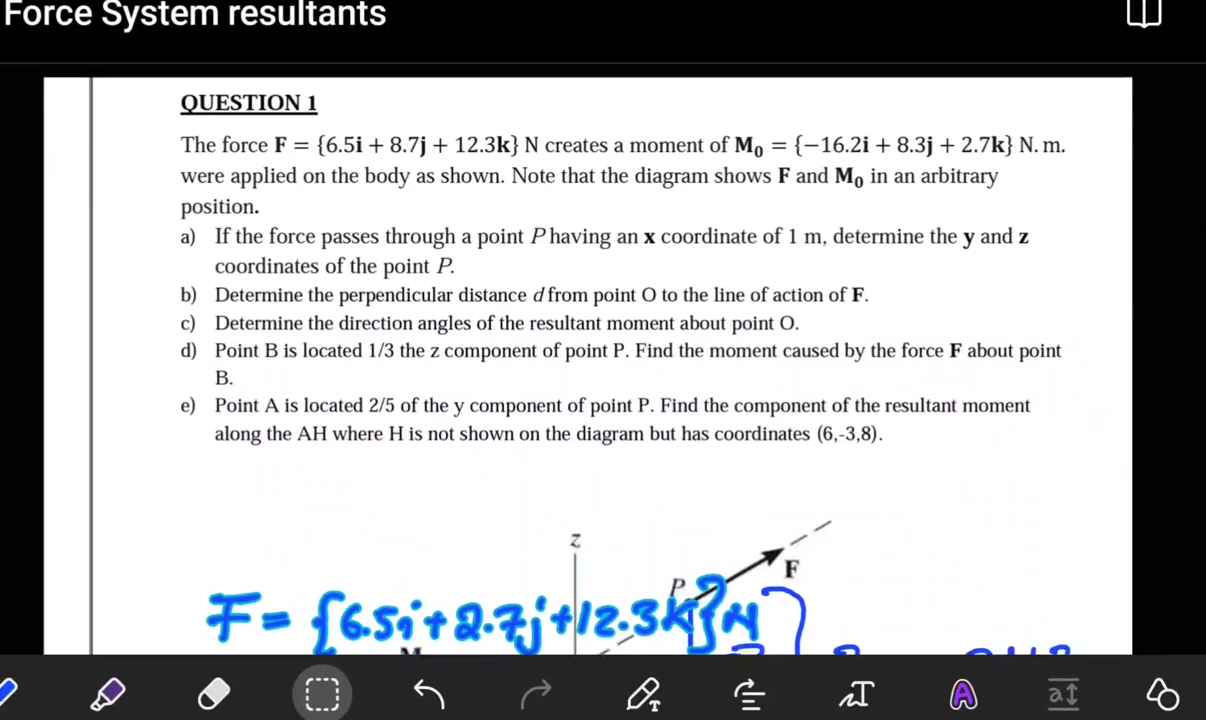 Force System resultants
QUESTION 1
The force F = {6.5i + 8.7j + 12.3k} N creates a moment of M₀ = {−16.2i + 8.3j + 2.7k} N. m.
were applied on the body as shown. Note that the diagram shows F and M₀ in an arbitrary
position.
a) If the force passes through a point P having an x coordinate of 1 m, determine the y and z
coordinates of the point P.
b) Determine the perpendicular distance d from point O to the line of action of F.
c) Determine the direction angles of the resultant moment about point O.
d) Point B is located 1/3 the z component of point P. Find the moment caused by the force F about point
B.
e) Point A is located 2/5 of the y component of point P. Find the component of the resultant moment
along the AH where H is not shown on the diagram but has coordinates (6,-3,8).
z
F
P
F = {6.5i + 2.7j + 12.3k} N
T
T
A
a